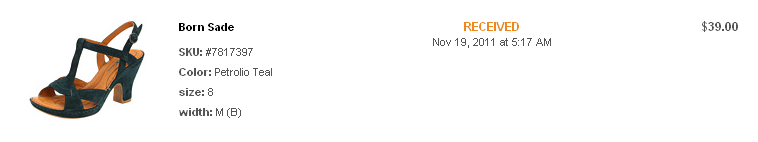 Born Sade
SKU: #7817397
Color: Petrolio Teal
size: 8
width: M (B)
RECEIVED
Nov 19, 2011 at 5:17 AM
$39.00